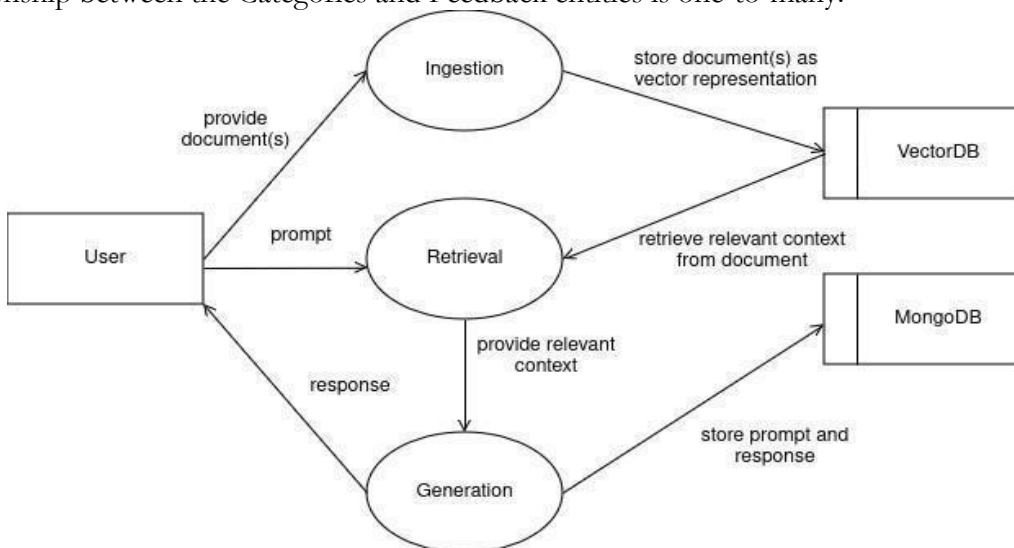 onship between the Categories and Feedback entities is one-to-many.
Ingestion
store document(s) as
vector representation
provide
document(s)
VectorDB
User
prompt
Retrieval
retrieve relevant context
from document
MongoDB
provide relevant
context
response
store prompt and
response
Generation